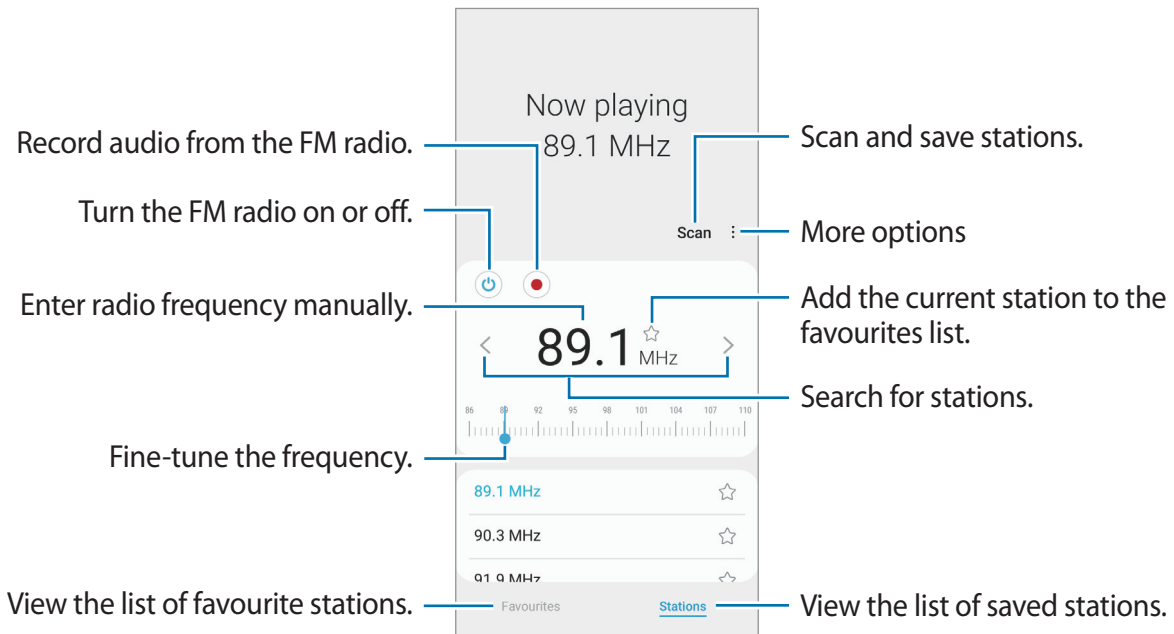 Now playing
89.1 MHz
Record audio from the FM radio.
Scan and save stations.
Turn the FM radio on or off.
Scan
More options
Enter radio frequency manually.
Add the current station to the
favourites list.
89.1 MHz
Search for stations.
86 89 92 95 98 101 104 107 110
Fine-tune the frequency.
89.1 MHz
90.3 MHz
91.9 MHz
View the list of favourite stations.
Favourites
Stations
View the list of saved stations.